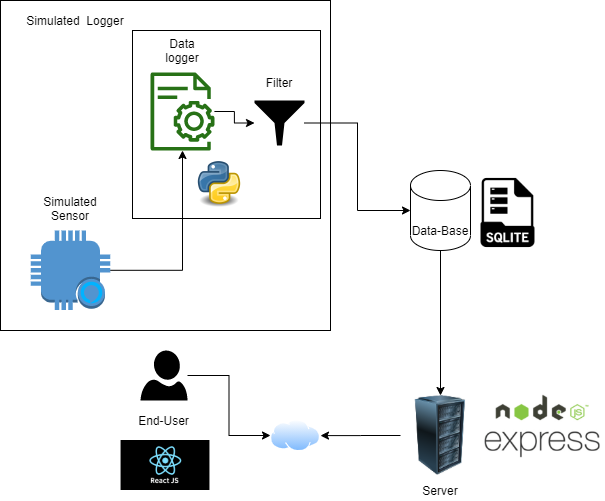 Simulated Logger
Data
logger
Filter
Simulated
Sensor
Data-Base
SQLITE
End-User
React JS
node
JS
express
Server